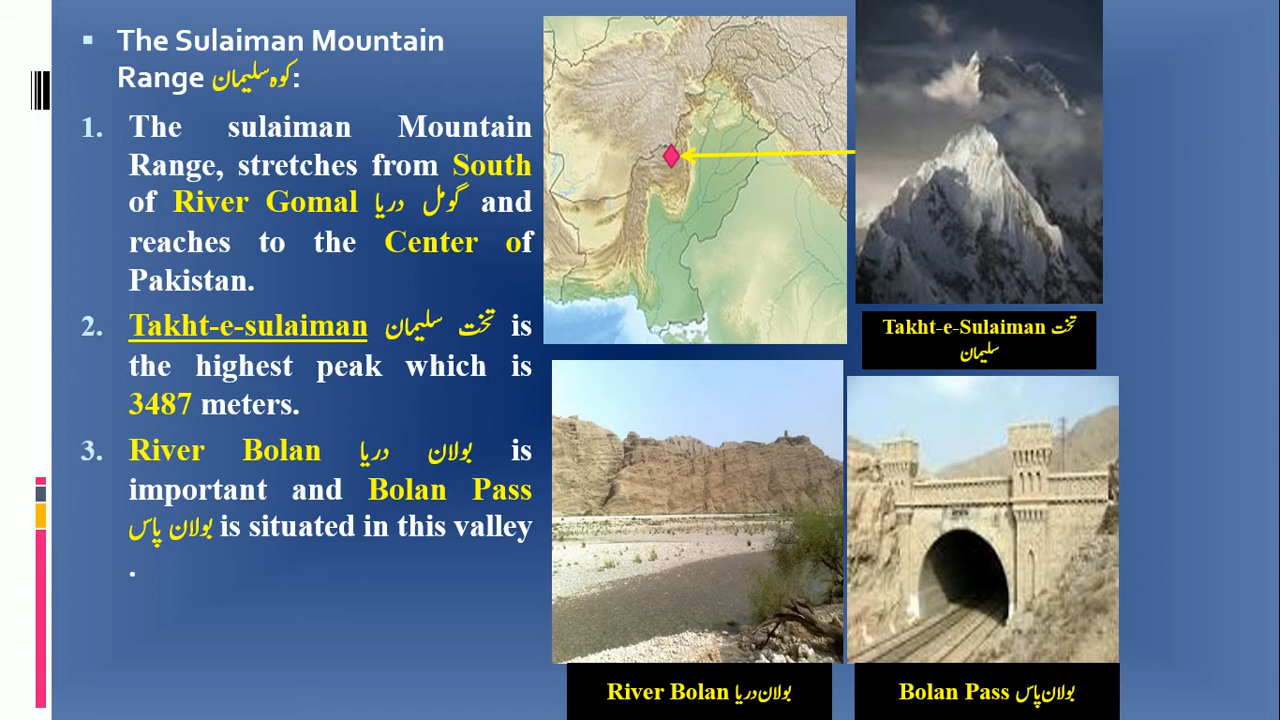 The Sulaiman Mountain
Range کوہ سلیمان:
1. The sulaiman Mountain
Range, stretches from South
of River Gomal گومل دریا and
reaches to the Center of
Pakistan.
2. Takht-e-sulaiman تخت سلیمان is
the highest peak which is
3487 meters.
3. River Bolan بولان دریا is
important and Bolan Pass
بولان پاس is situated in this valley
.
Takht-e-Sulaiman تخت
سلیمان
River Bolan بولان دریا
Bolan Pass بولان پاس